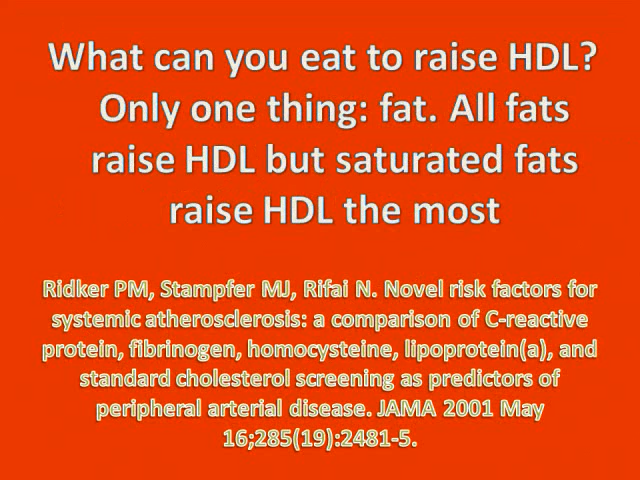 What can you eat to raise HDL?
Only one thing: fat. All fats
raise HDL but saturated fats
raise HDL the most
Ridker PM, Stampfer MJ, Rifai N. Novel risk factors for
systemic atherosclerosis: a comparison of C-reactive
protein, fibrinogen, homocysteine, lipoprotein(a), and
standard cholesterol screening as predictors of
peripheral arterial disease. JAMA 2001 May
16;285(19):2481-5.